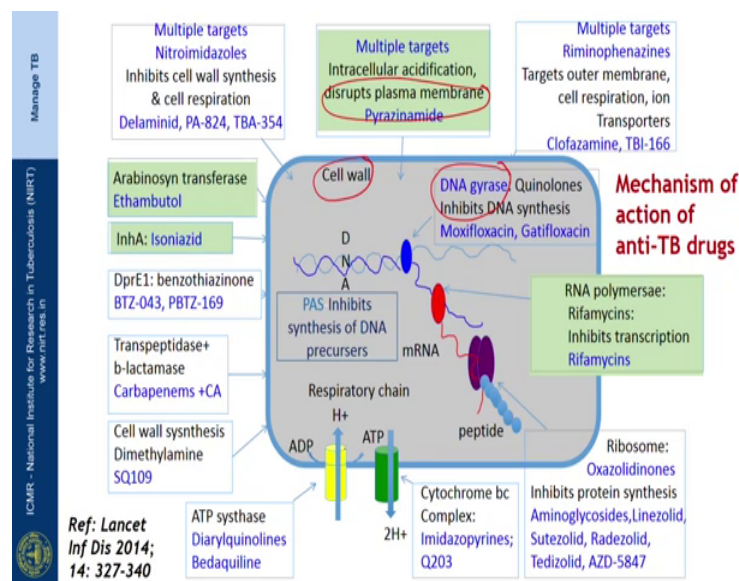 Manage TB
ICMR - National Institute for Research in Tuberculosis (NIRT)
www.nirt.res.in
Multiple targets
Nitroimidazoles
Inhibits cell wall synthesis
& cell respiration
Delaminid, PA-824, TBA-354
Multiple targets
Intracellular acidification,
disrupts plasma membrane
Pyrazinamide
Multiple targets
Riminophenazines
Targets outer membrane,
cell respiration, ion
Transporters
Clofazamine, TBI-166
Mechanism of
action of
anti-TB drugs
Arabinosyn transferase
Ethambutol
InhA: Isoniazid
DprE1: benzothiazinone
BTZ-043, PBTZ-169
Transpeptidase+
b-lactamase
Carbapenems +CA
Cell wall sysnthesis
Dimethylamine
SQ109
Cell wall
DNA gyrase: Quinolones
Inhibits DNA synthesis
Moxifloxacin, Gatifloxacin
D
N
A
PAS Inhibits
synthesis of DNA
precursers
mRNA
peptide
RNA polymersae:
Rifamycins:
Inhibits transcription
Rifamycins
Respiratory chain
H+
ADP
ATP
2H+
ATP systhase
Diarylquinolines
Bedaquiline
Cytochrome bc
Complex:
Imidazopyrines;
Q203
Ribosome:
Oxazolidinones
Inhibits protein synthesis
Aminoglycosides,Linezolid,
Sutezolid, Radezolid,
Tedizolid, AZD-5847
Ref: Lancet
Inf Dis 2014;
14: 327-340